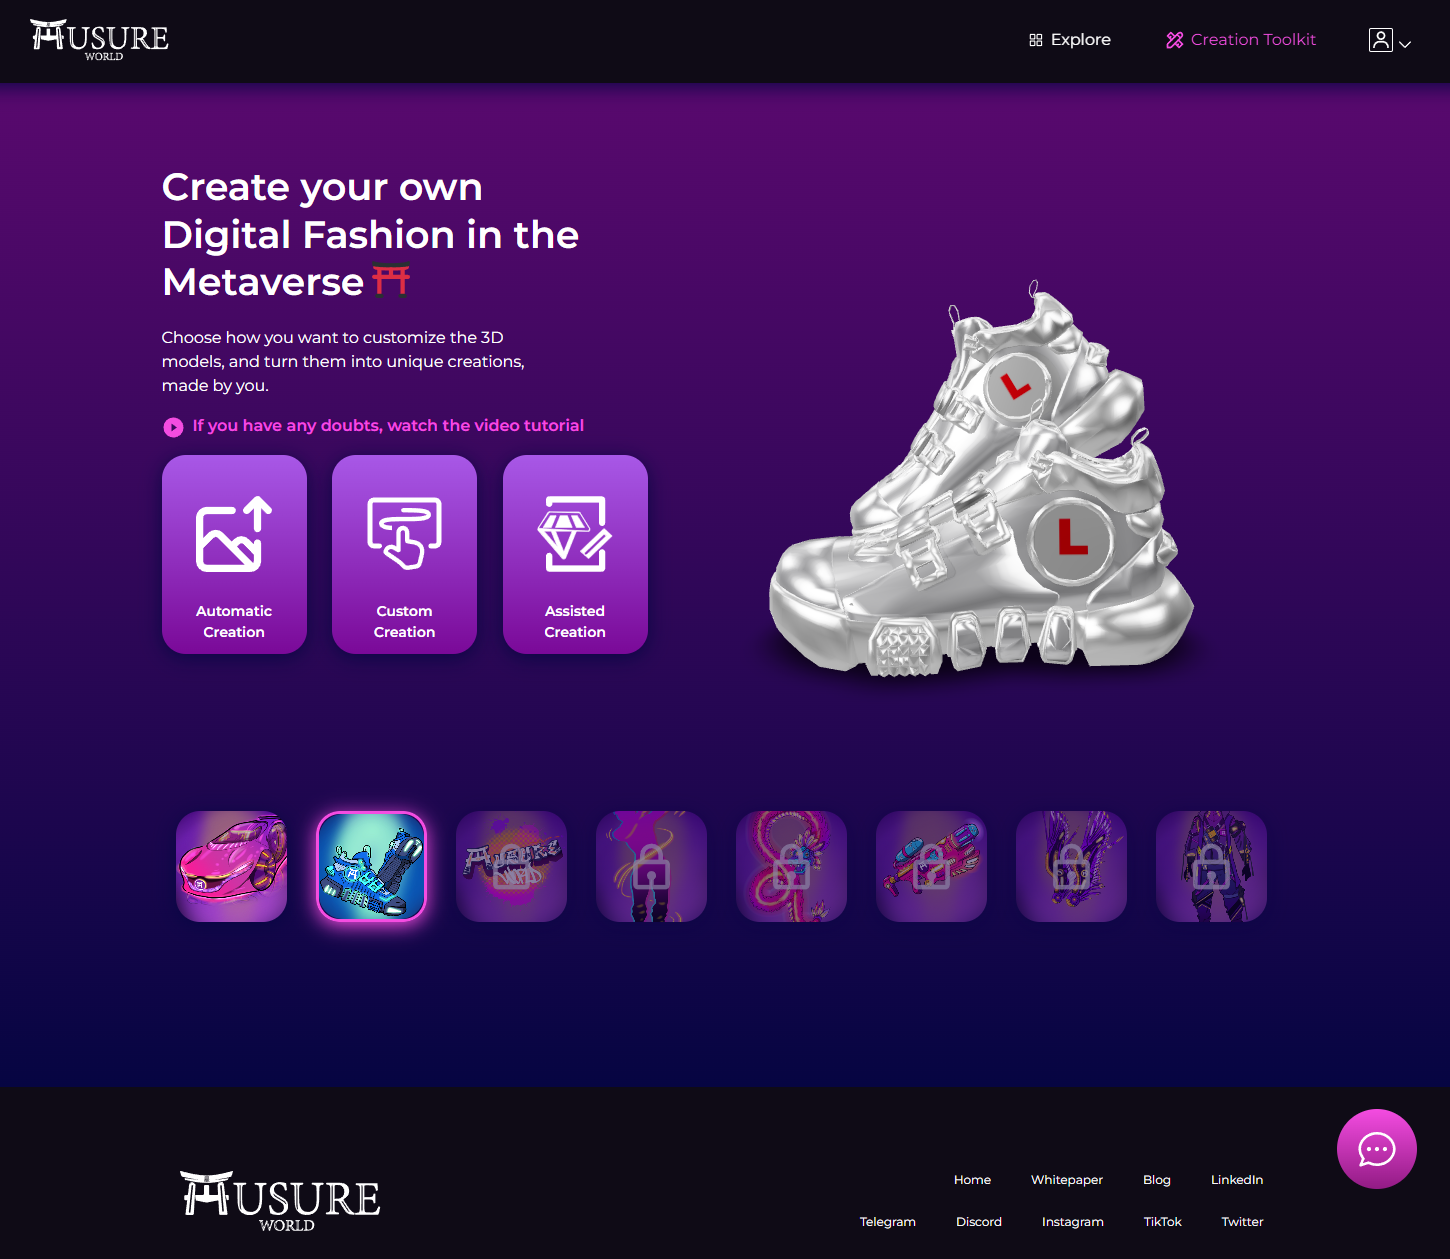 HUSURE
WORLD
Explore
Creation Toolkit
Create your own
Digital Fashion in the
Metaverse
Choose how you want to customize the 3D
models, and turn them into unique creations,
made by you.
If you have any doubts, watch the video tutorial
Automatic
Creation
Custom
Creation
Assisted
Creation
L
L
HUSURE
WORLD
Home
Whitepaper
Blog
LinkedIn
Telegram
Discord
Instagram
TikTok
Twitter